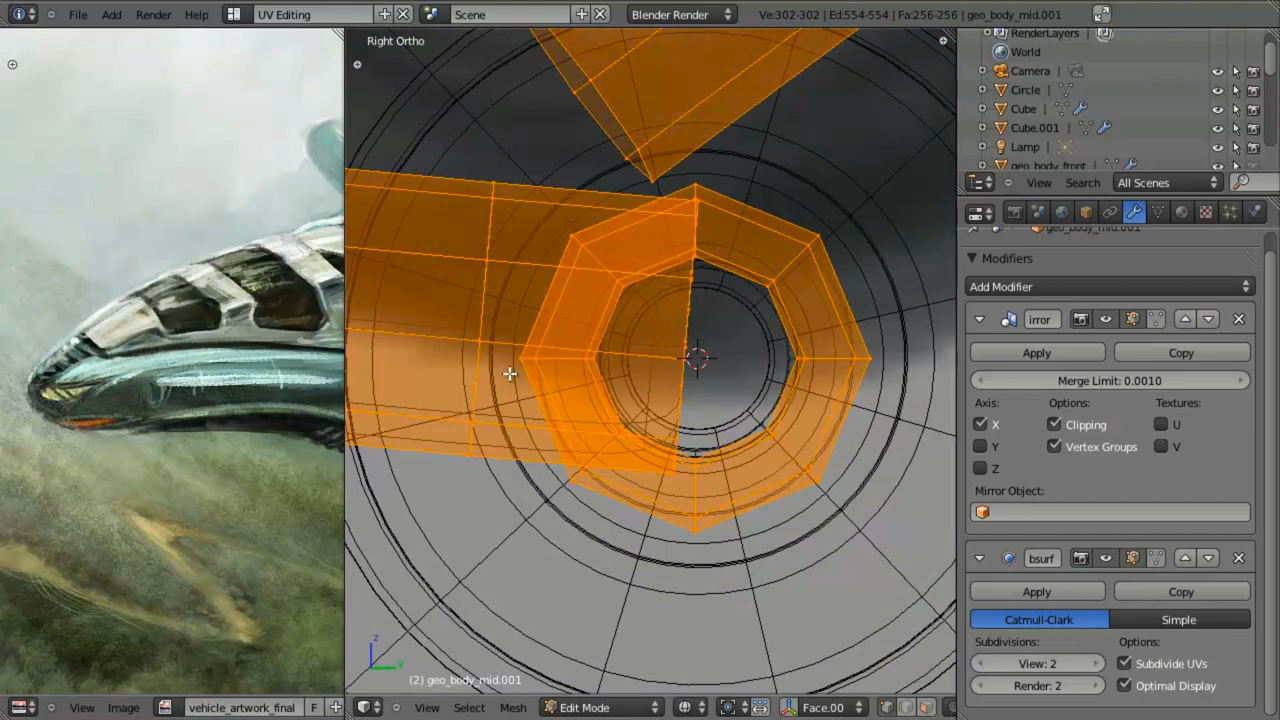 File Add Render Help UV Editing Scene Blender Render Ve:302-302 | Ed:554-554 | Fa:256-256 | geo_body_mid.001
Right Ortho
RenderLayers
World
Camera
Circle
Cube
Cube.001
Lamp
geo_body_front
View Search All Scenes
geo_body_mid.001
Modifiers
Add Modifier
irror
Apply Copy
Merge Limit: 0.0010
Axis: Options: Textures:
X Clipping U
Y Vertex Groups V
Z
Mirror Object:
bsurf
Apply Copy
Catmull-Clark Simple
Subdivisions: Options:
View: 2 Subdivide UVs
Render: 2 Optimal Display
z
y
(2) geo_body_mid.001
View Image vehicle_artwork_final F View Select Mesh Edit Mode Face.00